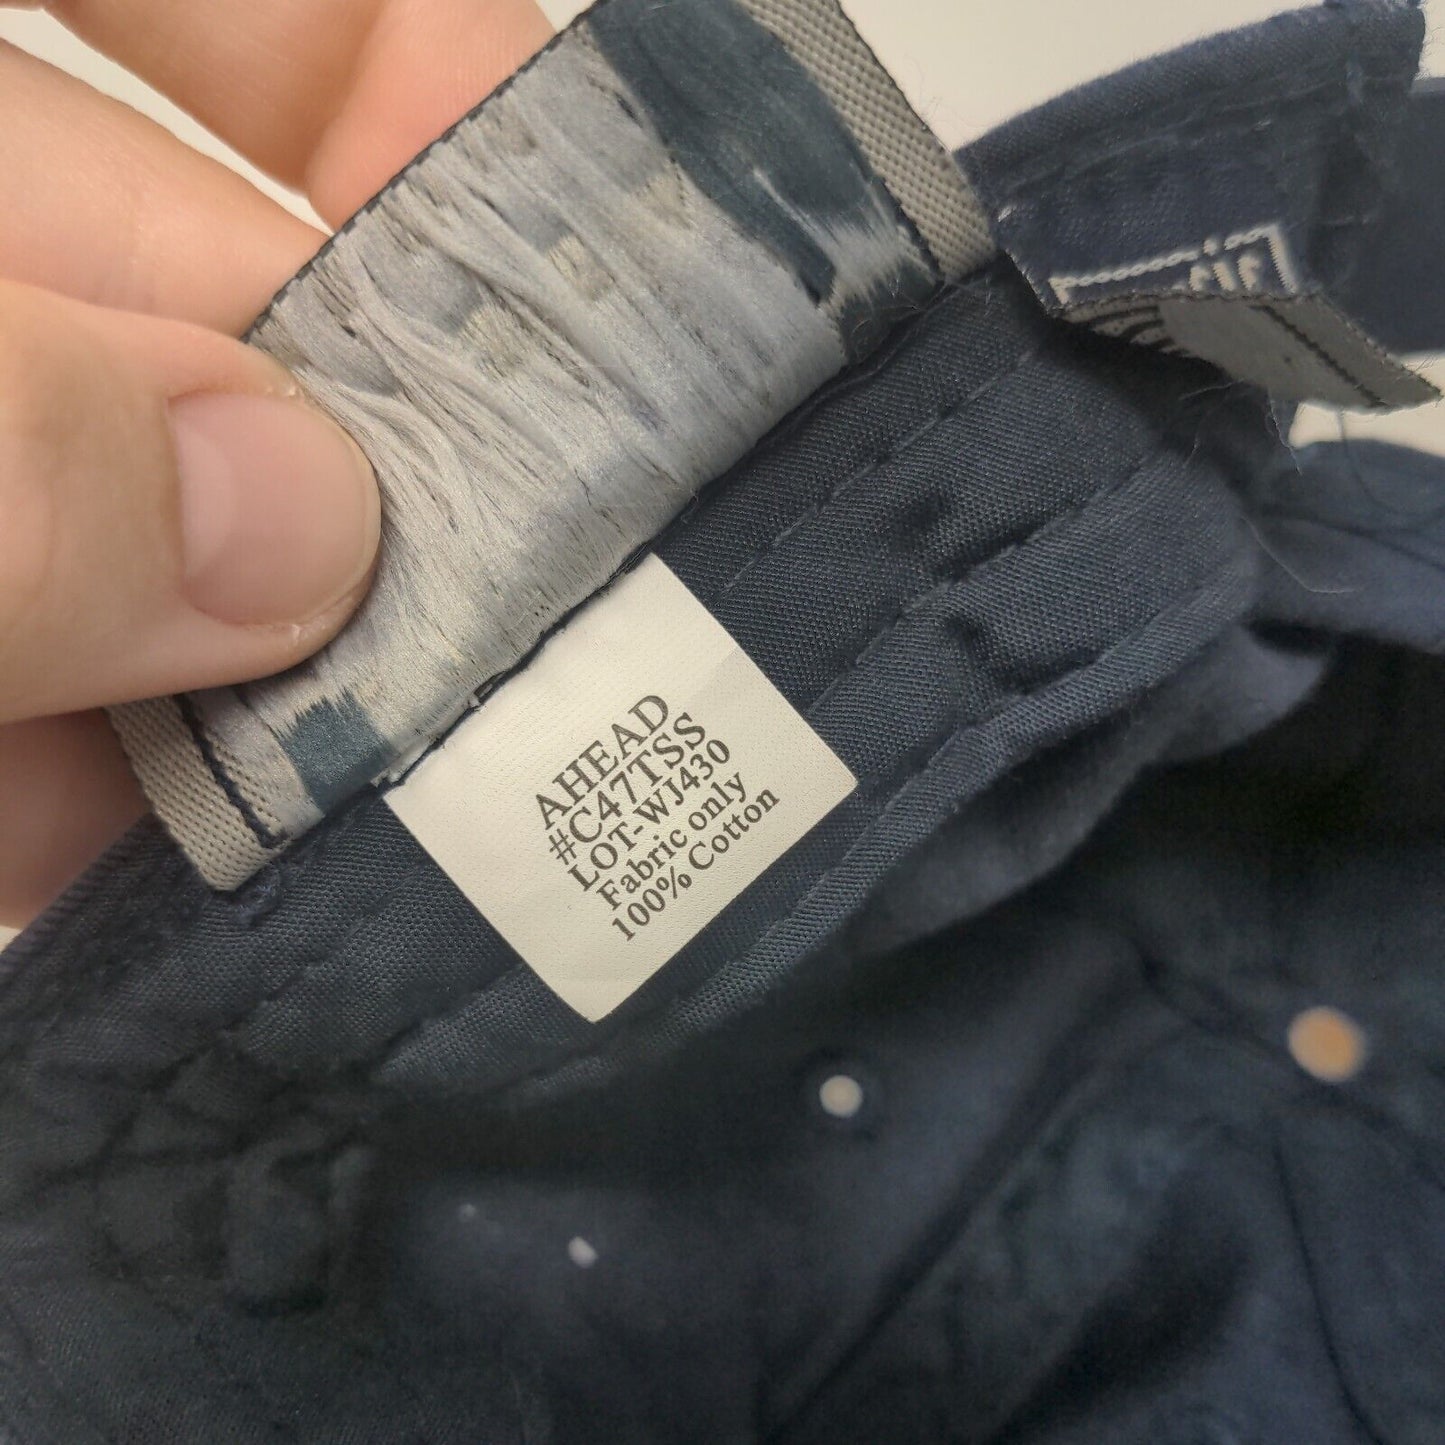 AHEAD
#C47TSS
LOT-WJ430
Fabric only
100% Cotton